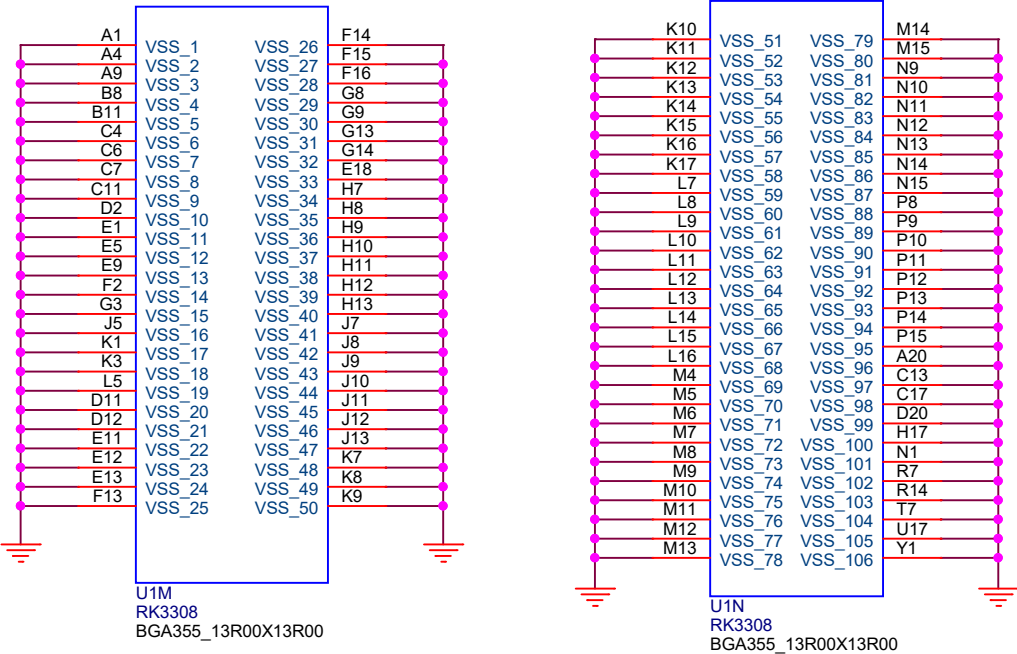 A1 VSS_1 VSS_26 F14
A4 VSS_2 VSS_27 F15
A9 VSS_3 VSS_28 F16
B8 VSS_4 VSS_29 G8
B11 VSS_5 VSS_30 G9
C4 VSS_6 VSS_31 G13
C6 VSS_7 VSS_32 G14
C7 VSS_8 VSS_33 E18
C11 VSS_9 VSS_34 H7
D2 VSS_10 VSS_35 H8
E1 VSS_11 VSS_36 H9
E5 VSS_12 VSS_37 H10
E9 VSS_13 VSS_38 H11
F2 VSS_14 VSS_39 H12
G3 VSS_15 VSS_40 H13
J5 VSS_16 VSS_41 J7
K1 VSS_17 VSS_42 J8
K3 VSS_18 VSS_43 J9
L5 VSS_19 VSS_44 J10
D11 VSS_20 VSS_45 J11
D12 VSS_21 VSS_46 J12
E11 VSS_22 VSS_47 J13
E12 VSS_23 VSS_48 K7
E13 VSS_24 VSS_49 K8
F13 VSS_25 VSS_50 K9
U1M
RK3308
BGA355_13R00X13R00
K10 VSS_51 VSS_79 M14
K11 VSS_52 VSS_80 M15
K12 VSS_53 VSS_81 N9
K13 VSS_54 VSS_82 N10
K14 VSS_55 VSS_83 N11
K15 VSS_56 VSS_84 N12
K16 VSS_57 VSS_85 N13
K17 VSS_58 VSS_86 N14
L7 VSS_59 VSS_87 N15
L8 VSS_60 VSS_88 P8
L9 VSS_61 VSS_89 P9
L10 VSS_62 VSS_90 P10
L11 VSS_63 VSS_91 P11
L12 VSS_64 VSS_92 P12
L13 VSS_65 VSS_93 P13
L14 VSS_66 VSS_94 P14
L15 VSS_67 VSS_95 P15
L16 VSS_68 VSS_96 A20
M4 VSS_69 VSS_97 C13
M5 VSS_70 VSS_98 C17
M6 VSS_71 VSS_99 D20
M7 VSS_72 VSS_100 H17
M8 VSS_73 VSS_101 N1
M9 VSS_74 VSS_102 R7
M10 VSS_75 VSS_103 R14
M11 VSS_76 VSS_104 T7
M12 VSS_77 VSS_105 U17
M13 VSS_78 VSS_106 Y1
U1N
RK3308
BGA355_13R00X13R00